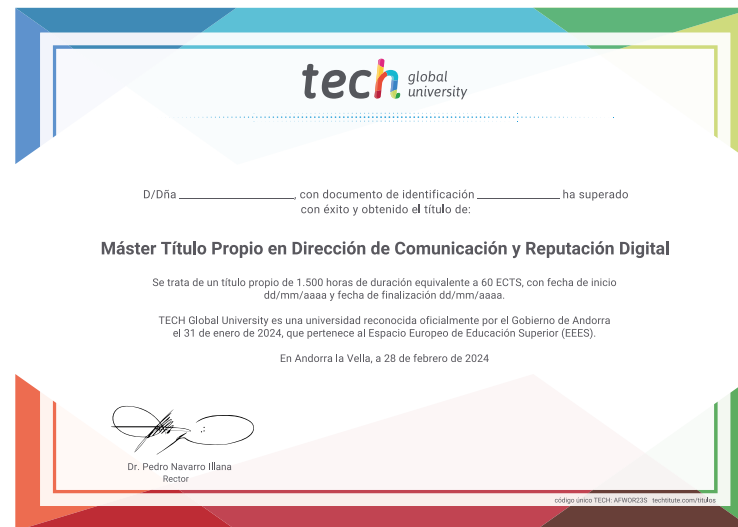 tech global university
D/Dña ______________, con documento de identificación ______________ ha superado
con éxito y obtenido el título de:
Máster Título Propio en Dirección de Comunicación y Reputación Digital
Se trata de un título propio de 1.500 horas de duración equivalente a 60 ECTS, con fecha de inicio
dd/mm/aaaa y fecha de finalización dd/mm/aaaa.
TECH Global University es una universidad reconocida oficialmente por el Gobierno de Andorra
el 31 de enero de 2024, que pertenece al Espacio Europeo de Educación Superior (EEES).
En Andorra la Vella, a 28 de febrero de 2024
Dr. Pedro Navarro Illana
Rector
código único TECH: AFWOR23S techtitute.com/titulos